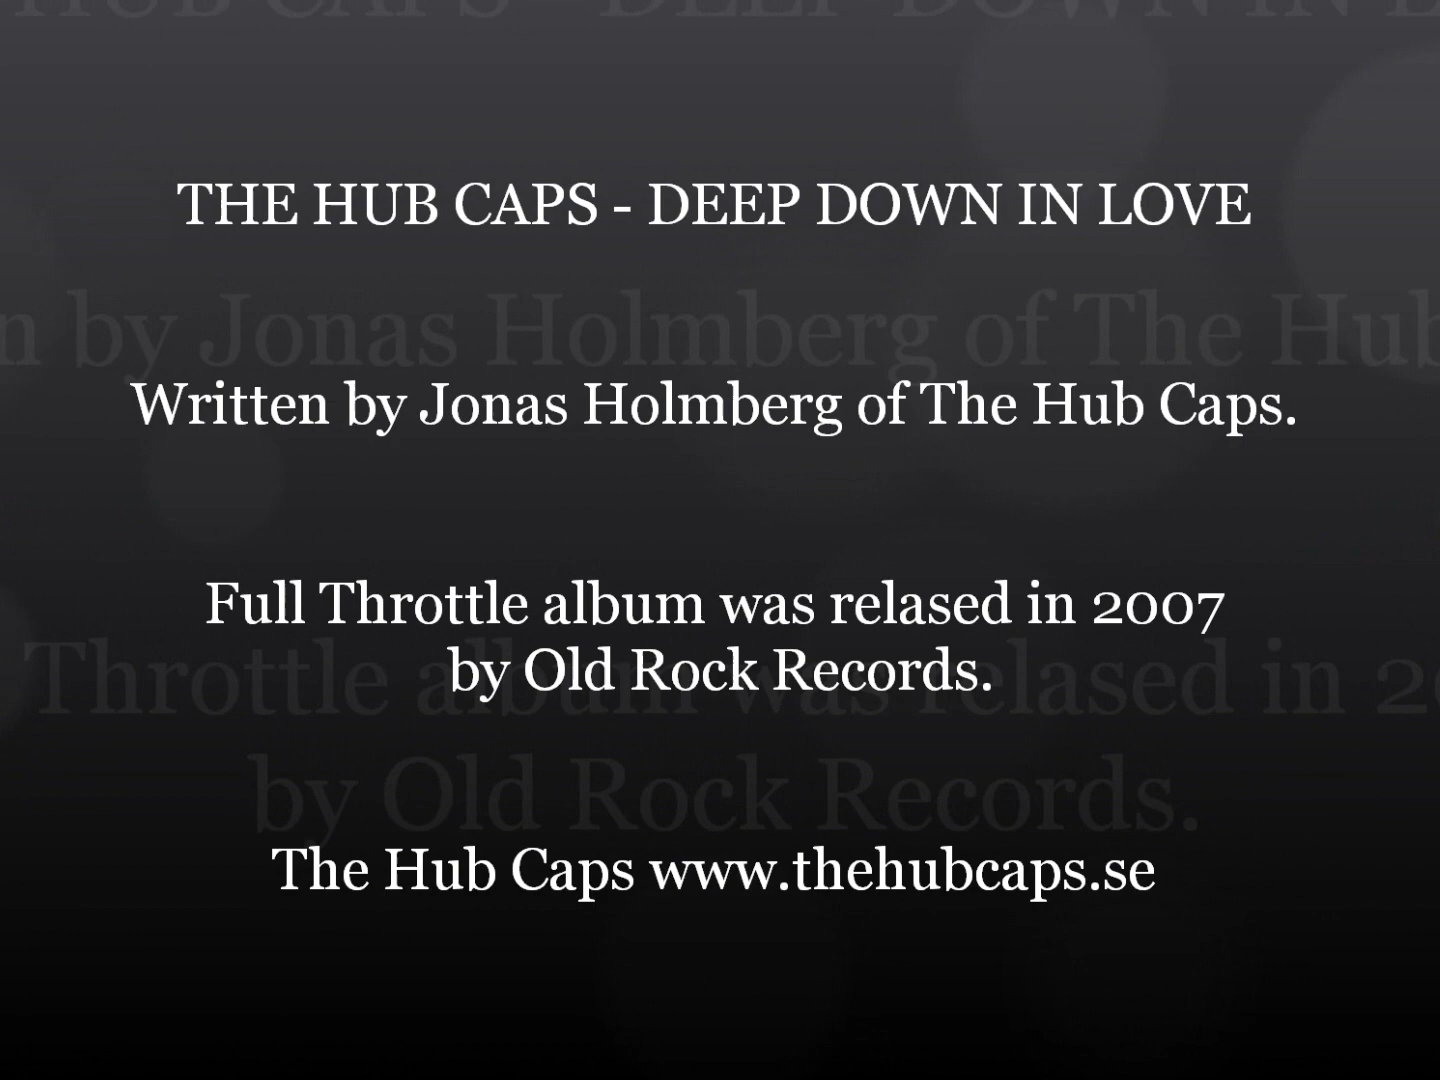 THE HUB CAPS - DEEP DOWN IN LOVE
Written by Jonas Holmberg of The Hub Caps.
Full Throttle album was relased in 2007
by Old Rock Records.
The Hub Caps www.thehubcaps.se